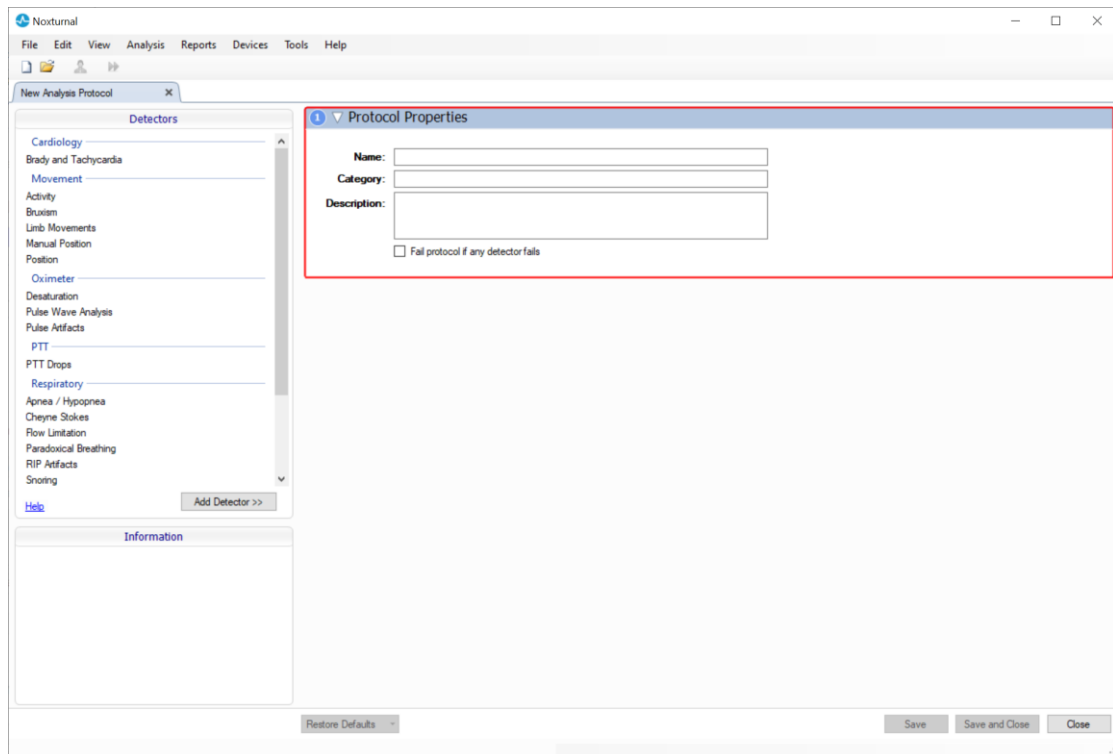 Noxturnal
File Edit View Analysis Reports Devices Tools Help
New Analysis Protocol
Detectors
Cardiology
Brady and Tachycardia
Movement
Activity
Bruxism
Limb Movements
Manual Position
Position
Oximeter
Desaturation
Pulse Wave Analysis
Pulse Artifacts
PTT
PTT Drops
Respiratory
Apnea / Hypopnea
Cheyne Stokes
Flow Limitation
Paradoxical Breathing
RIP Artifacts
Snoring
Help
Add Detector >>
Information
1 Protocol Properties
Name:
Category:
Description:
Fail protocol if any detector fails
Restore Defaults
Save
Save and Close
Close